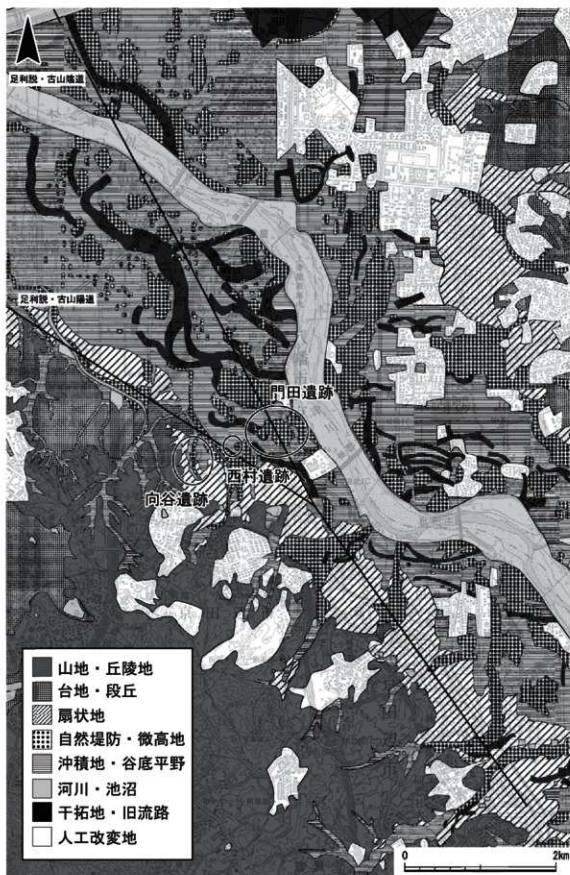 足利説・古山陰道
足利説・古山陽道
門田遺跡
西村遺跡
向谷遺跡
山地・丘陵地
台地・段丘
扇状地
自然堤防・微高地
沖積地・谷底平野
河川・池沼
干拓地・旧流路
人工改変地
0 2km